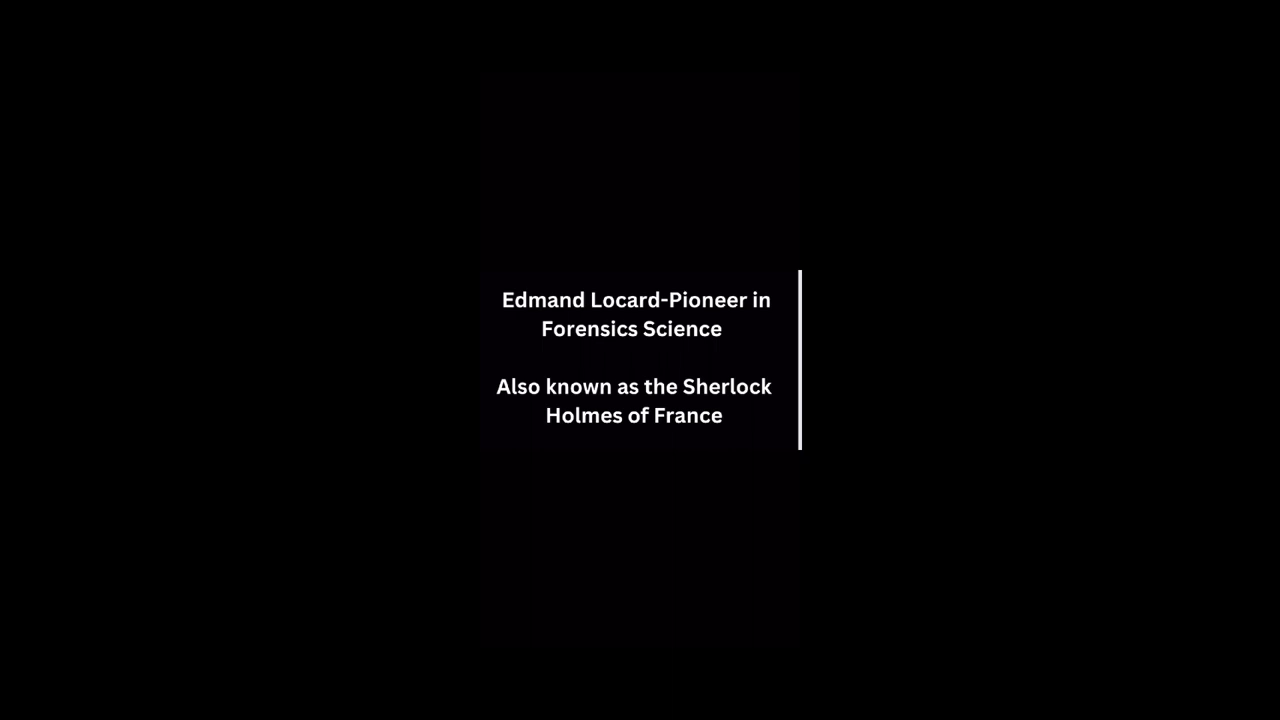 Edmand Locard-Pioneer in
Forensics Science
Also known as the Sherlock
Holmes of France